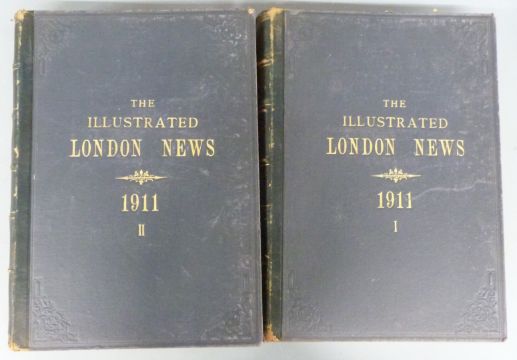 THE
ILLUSTRATED
LONDON NEWS
1911
II
THE
ILLUSTRATED
LONDON NEWS
1911
I